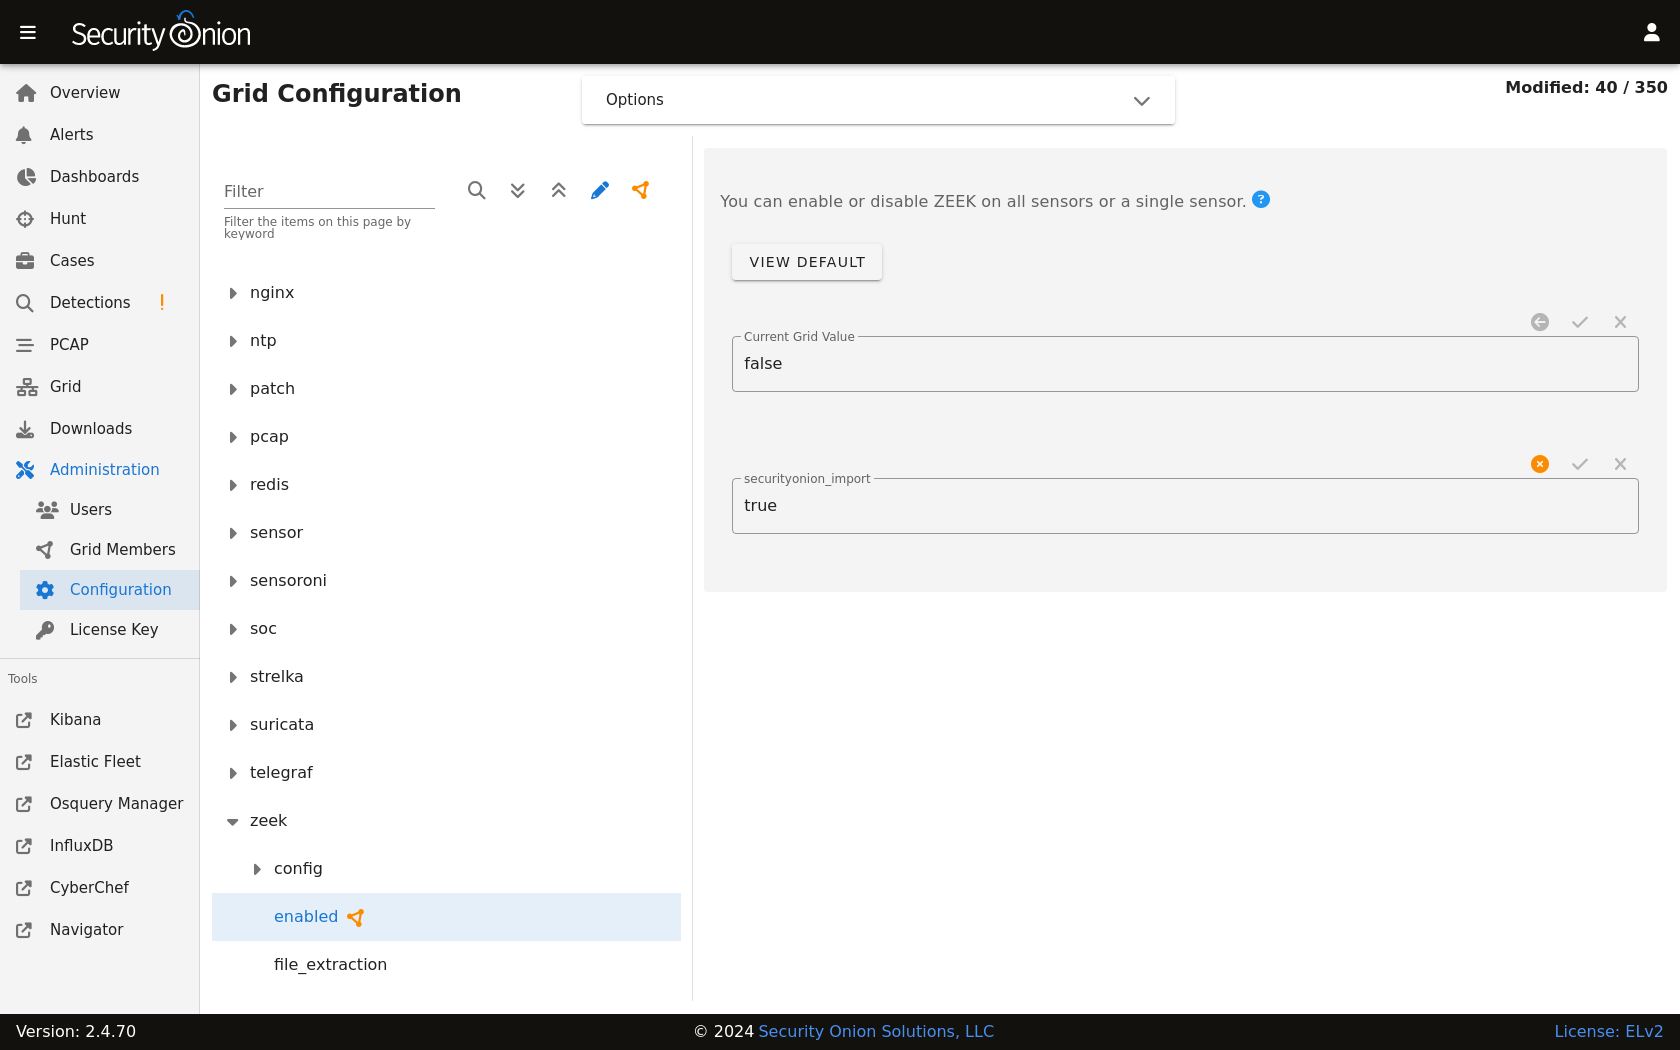 Security Onion
Overview
Alerts
Dashboards
Hunt
Cases
Detections !
PCAP
Grid
Downloads
Administration
Users
Grid Members
Configuration
License Key
Tools
Kibana
Elastic Fleet
Osquery Manager
InfluxDB
CyberChef
Navigator
Grid Configuration
Options
Modified: 40 / 350
Filter
Filter the items on this page by
keyword
nginx
ntp
patch
pcap
redis
sensor
sensoroni
soc
strelka
suricata
telegraf
zeek
config
enabled
file_extraction
You can enable or disable ZEEK on all sensors or a single sensor. ?
VIEW DEFAULT
Current Grid Value
false
securityonion_import
true
Version: 2.4.70
© 2024 Security Onion Solutions, LLC
License: ELv2